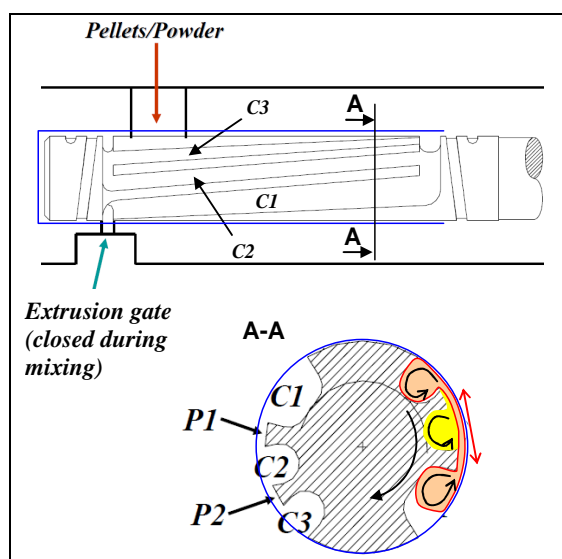 Pellets/Powder
A
C3
C1
A
C2
Extrusion gate
(closed during
mixing)
A-A
C1
P1
C2
P2
C3